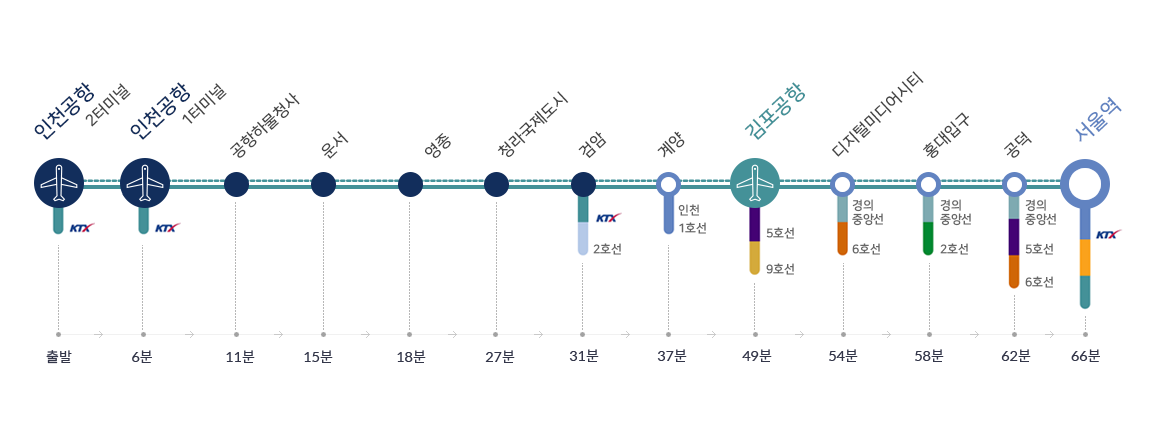 인천공항
2터미널
인천공항
1터미널
공항하물청사
운서
영종
청라국제도시
검암
계양
김포공항
디지털미디어시티
홍대입구
공덕
서울역
KTX
KTX
KTX
2호선
인천
1호선
5호선
9호선
경의
중앙선
6호선
경의
중앙선
2호선
경의
중앙선
5호선
6호선
KTX
출발
6분
11분
15분
18분
27분
31분
37분
49분
54분
58분
62분
66분